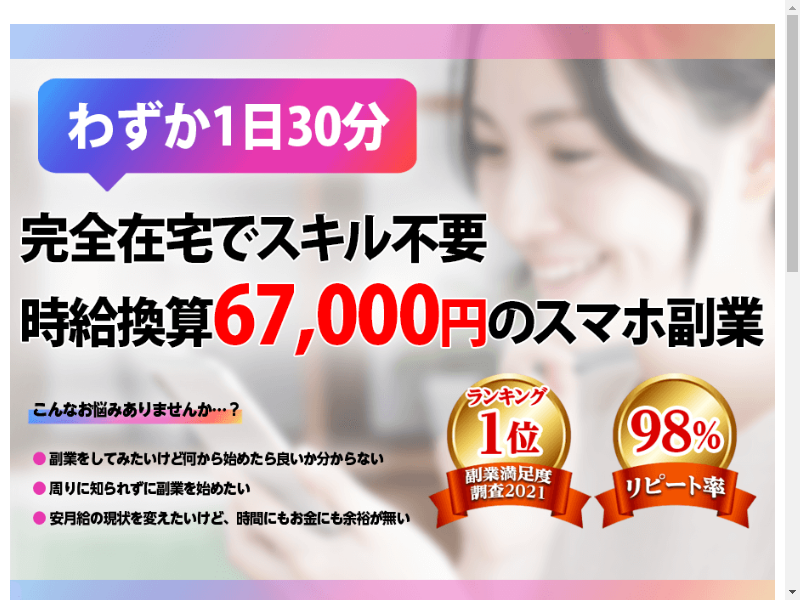 わずか1日30分
完全在宅でスキル不要
時給換算67,000円のスマホ副業
こんなお悩みありませんか…？
副業をしてみたいけど何から始めたら良いか分からない
周りに知られずに副業を始めたい
安月給の現状を変えたいけど、時間にもお金にも余裕が無い
ランキング
1位
副業満足度
調査2021
98%
リピート率